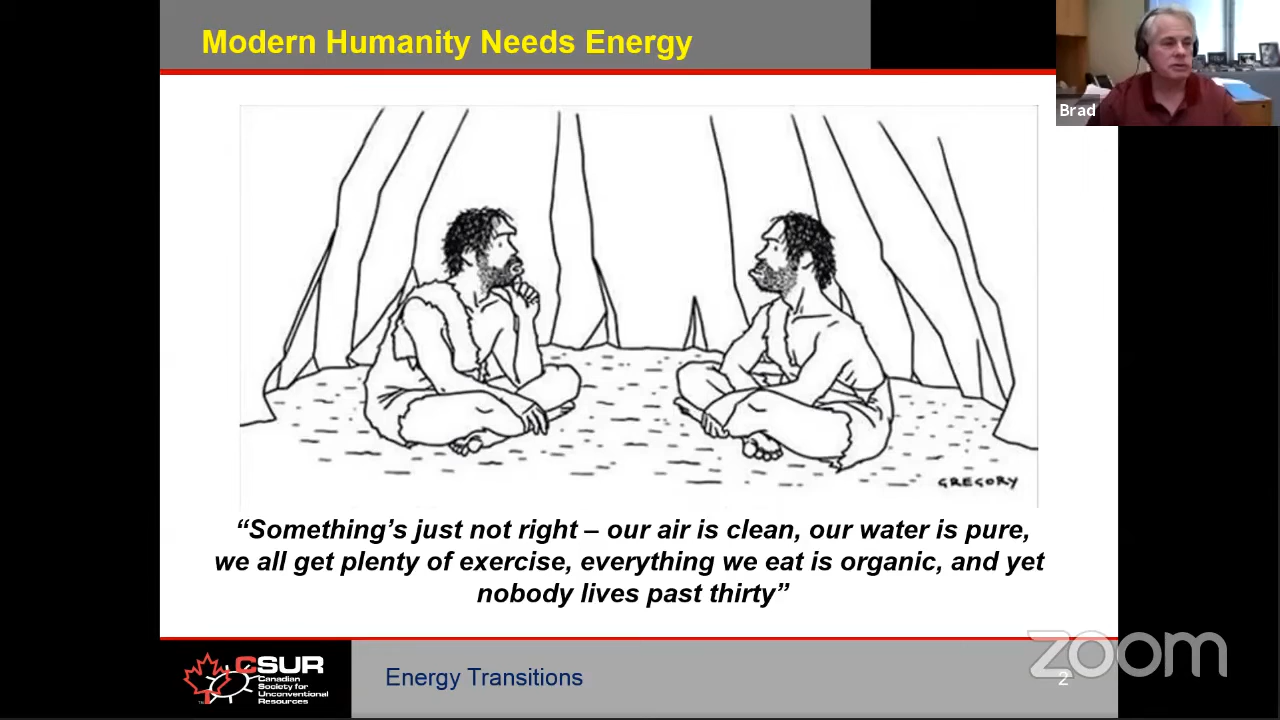 Modern Humanity Needs Energy
Brad
GREGORY
“Something’s just not right – our air is clean, our water is pure,
we all get plenty of exercise, everything we eat is organic, and yet
nobody lives past thirty”
CSUR
Canadian
Society for
Unconventional
Resources
TM
Energy Transitions
2
zoom